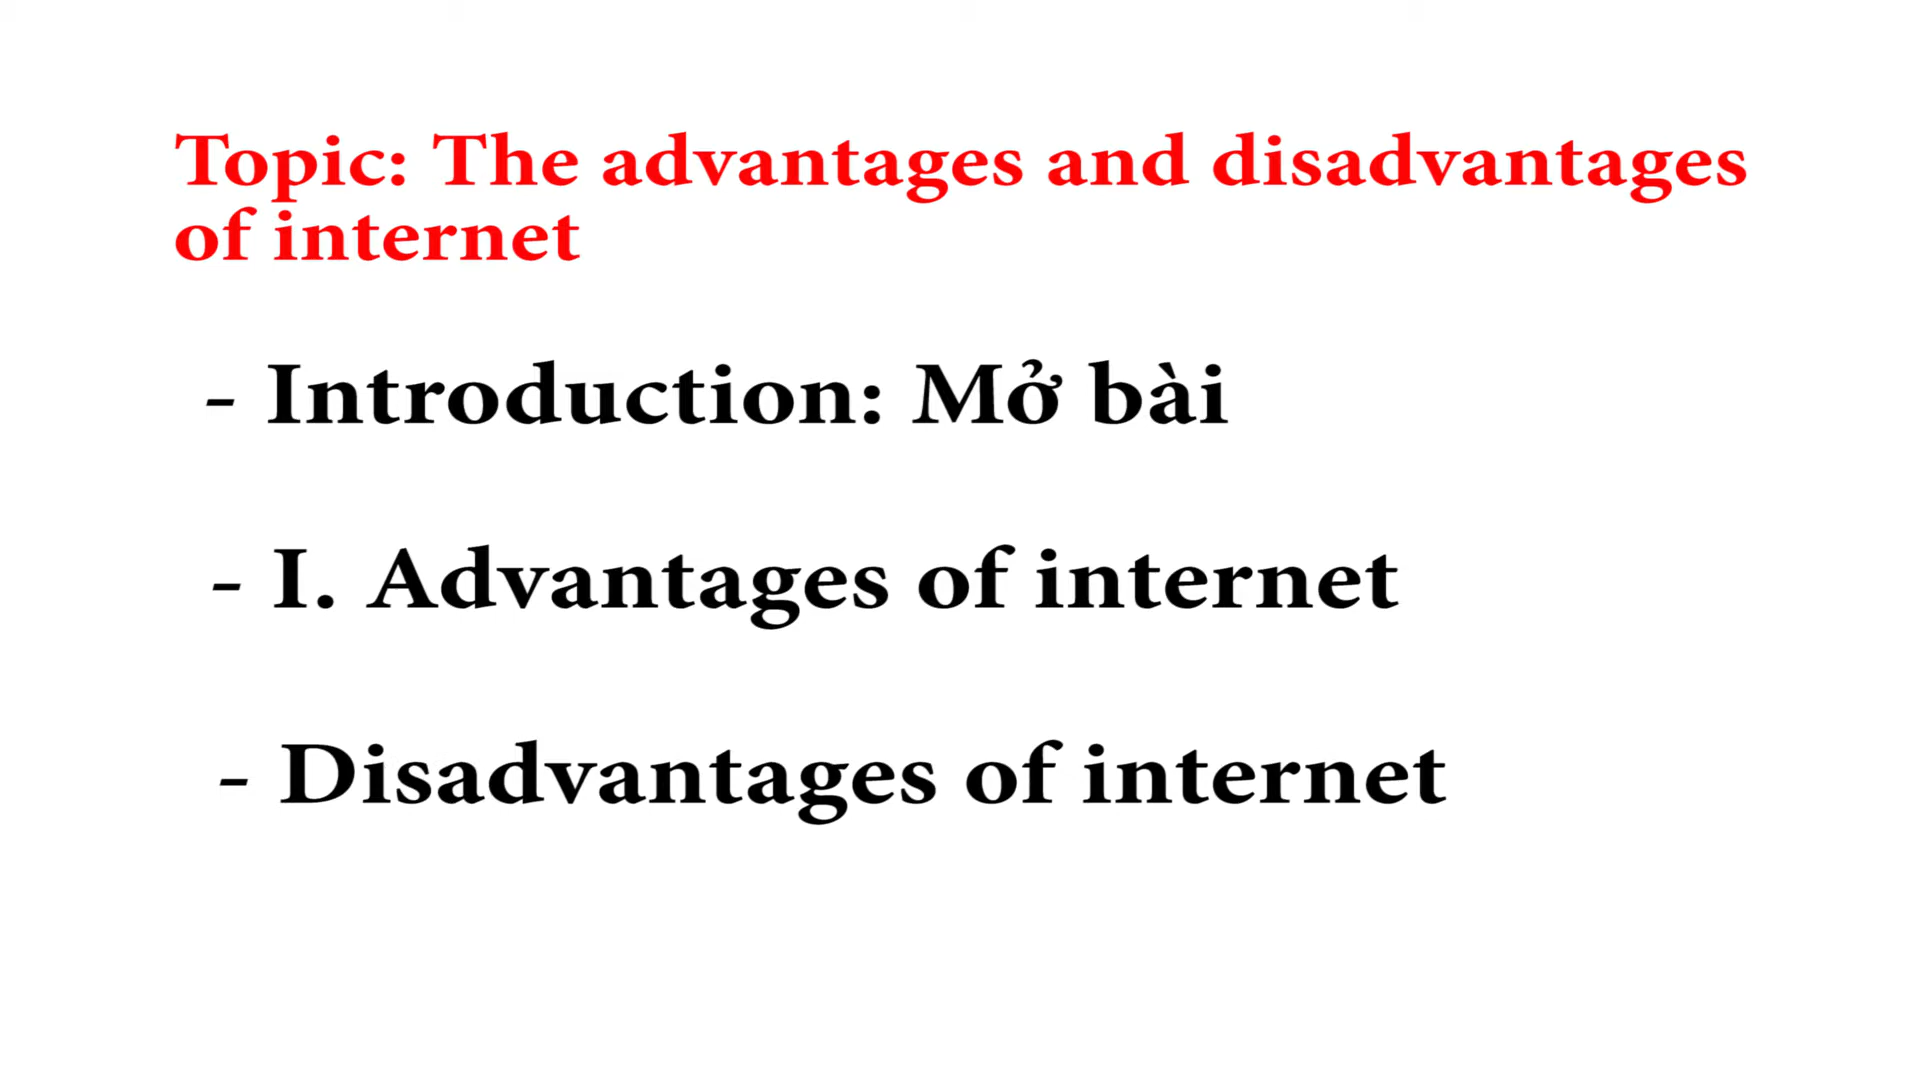 Topic: The advantages and disadvantages
of internet
- Introduction: Mở bài
- I. Advantages of internet
- Disadvantages of internet